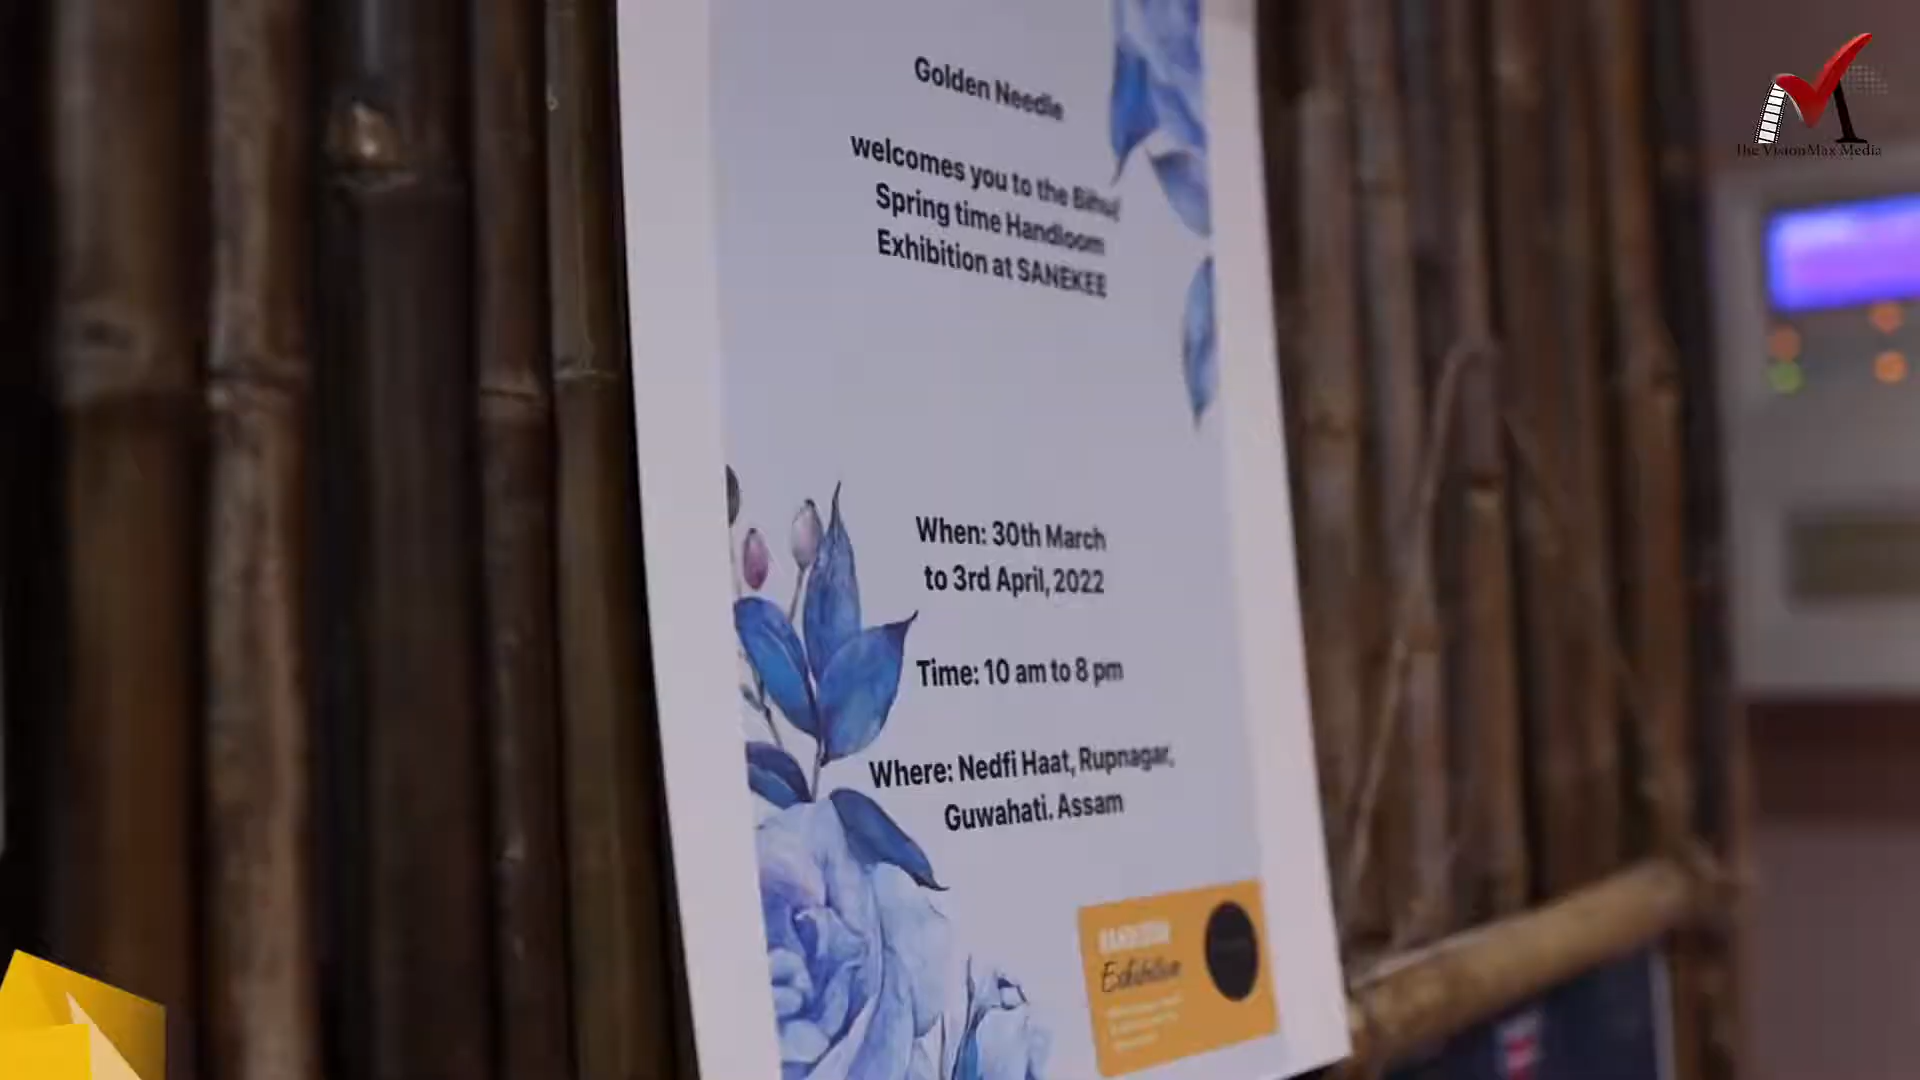 Golden Needle
welcomes you to the Bihu/
Spring time Handloom
Exhibition at SANEKEE
When: 30th March
to 3rd April, 2022
Time: 10 am to 8 pm
Where: Nedfi Haat, Rupnagar,
Guwahati. Assam
HANDLOOM
Exhibition
The VisionMax Media